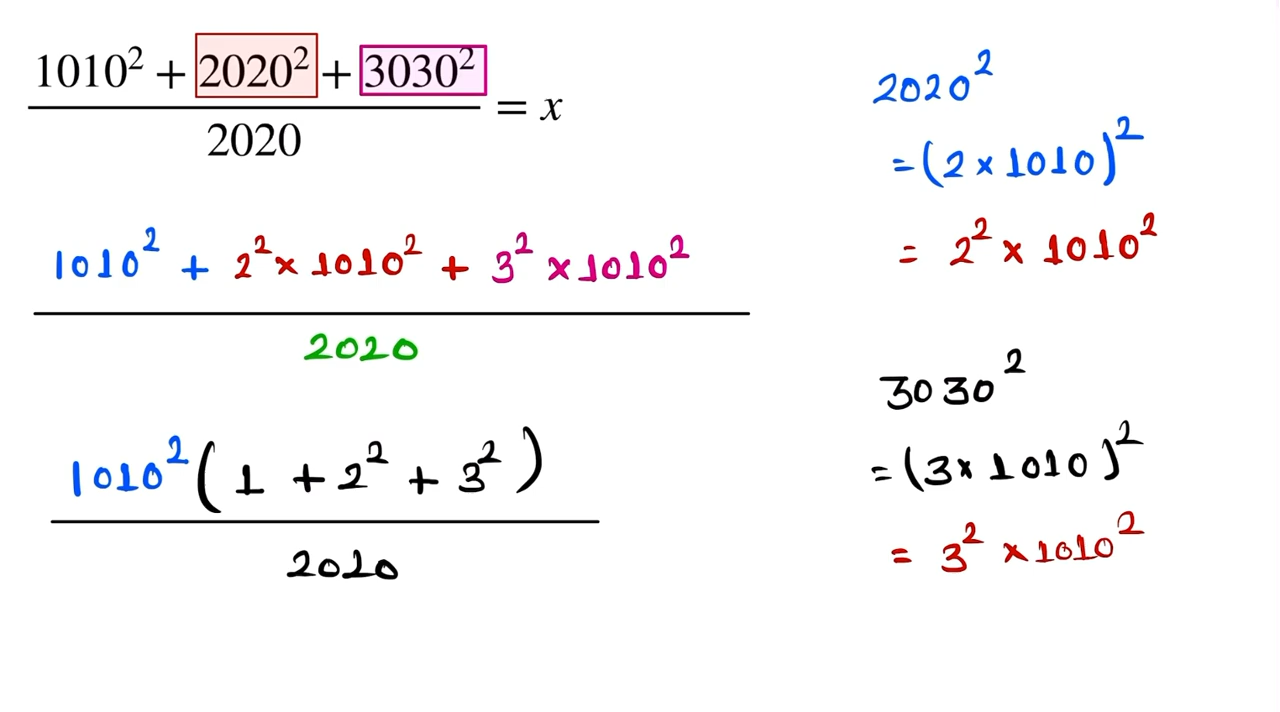 1010² + 2020² + 3030²
2020
= x
1010² + 2² × 1010² + 3² × 1010²
2020
1010² ( 1 + 2² + 3² )
2020
2020²
= (2 × 1010)²
= 2² × 1010²
3030²
= (3 × 1010)²
= 3² × 1010²